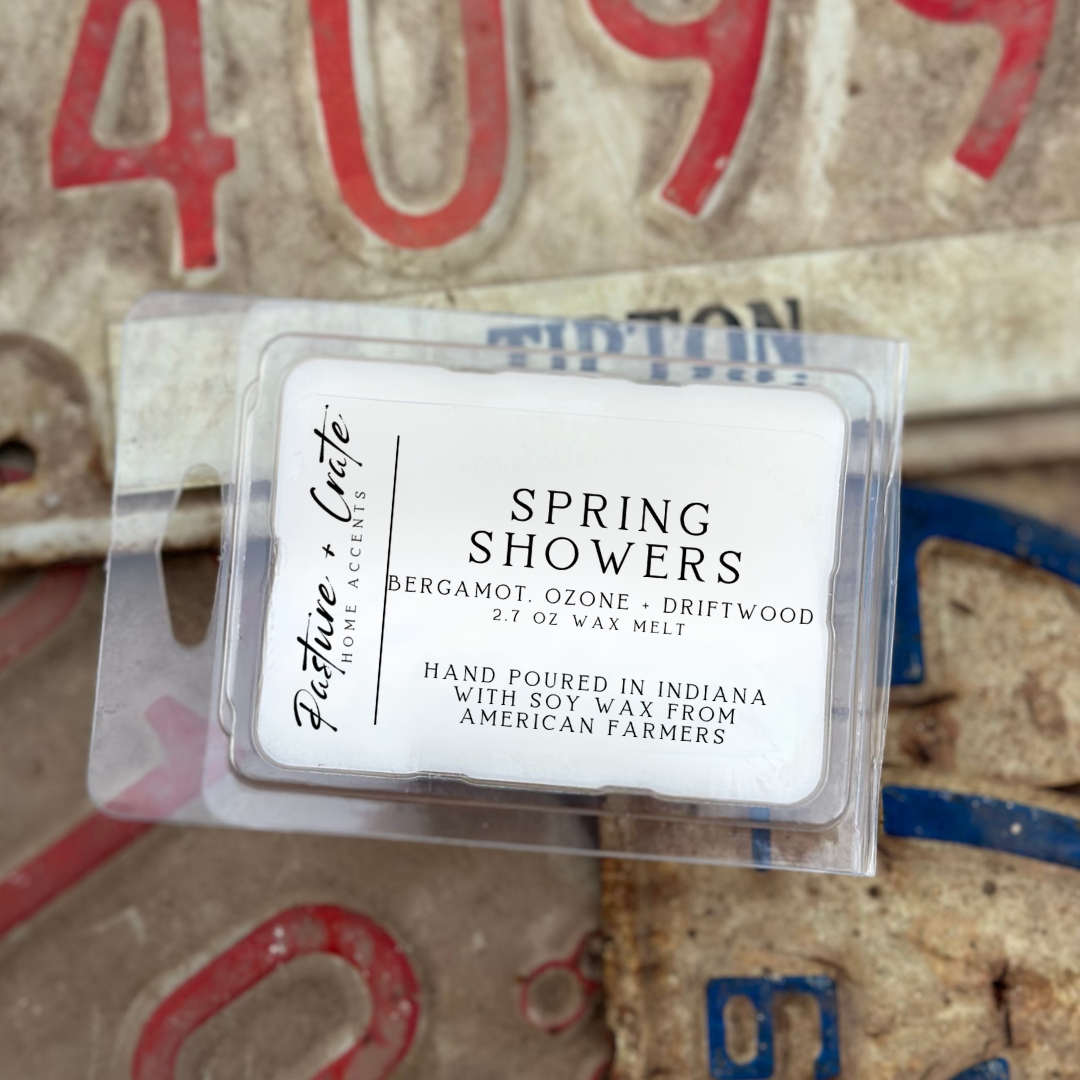 4099
TIPTON
Pasture + Crate
HOME ACCENTS
SPRING
SHOWERS
BERGAMOT, OZONE + DRIFTWOOD
2.7 OZ WAX MELT
HAND POURED IN INDIANA
WITH SOY WAX FROM
AMERICAN FARMERS